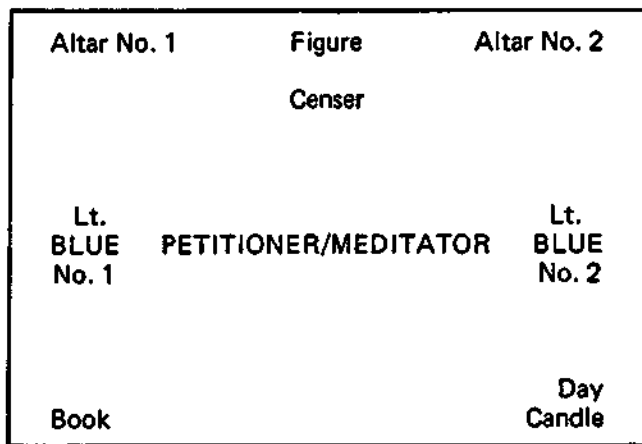 Altar No. 1 Figure Altar No. 2
Censer
Lt. Lt.
BLUE PETITIONER/MEDITATOR BLUE
No. 1 No. 2
Day
Book Candle